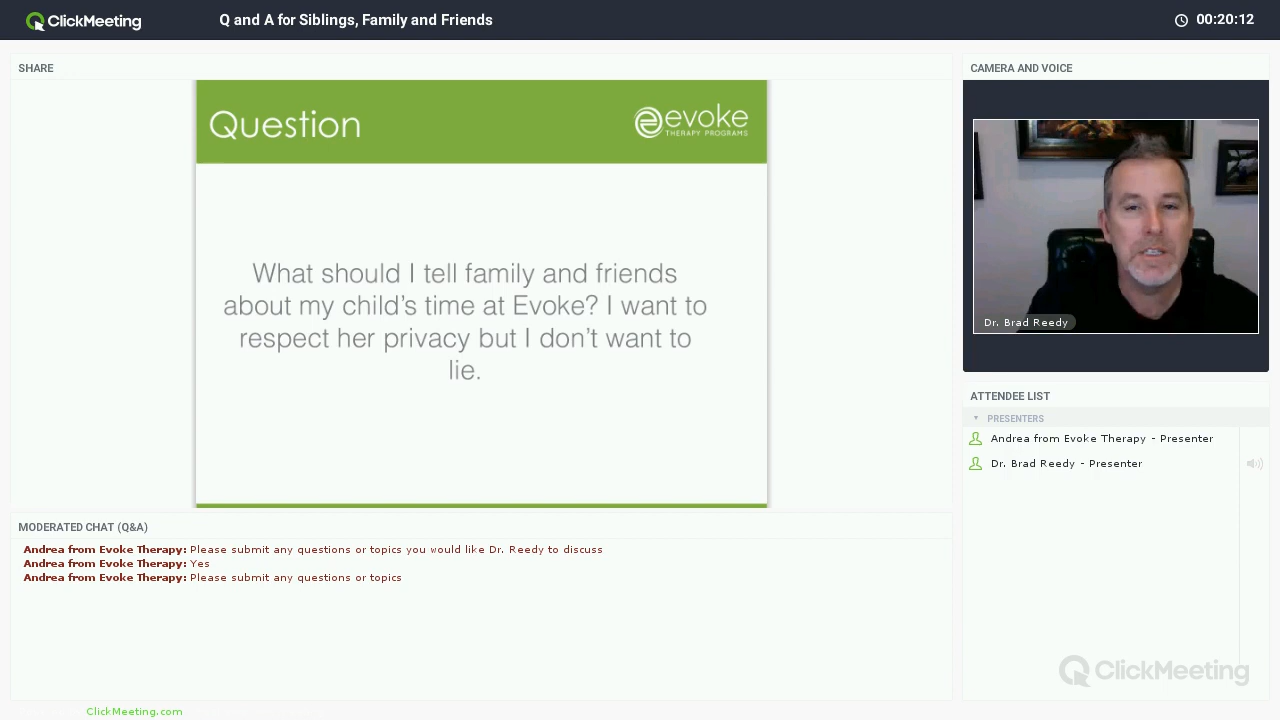 ClickMeeting
Q and A for Siblings, Family and Friends
00:20:12
SHARE
Question
evoke
THERAPY PROGRAMS
What should I tell family and friends
about my child's time at Evoke? I want to
respect her privacy but I don't want to
lie.
CAMERA AND VOICE
Dr. Brad Reedy
ATTENDEE LIST
PRESENTERS
Andrea from Evoke Therapy - Presenter
Dr. Brad Reedy - Presenter
MODERATED CHAT (Q&A)
Andrea from Evoke Therapy: Please submit any questions or topics you would like Dr. Reedy to discuss
Andrea from Evoke Therapy: Yes
Andrea from Evoke Therapy: Please submit any questions or topics
ClickMeeting
ClickMeeting.com